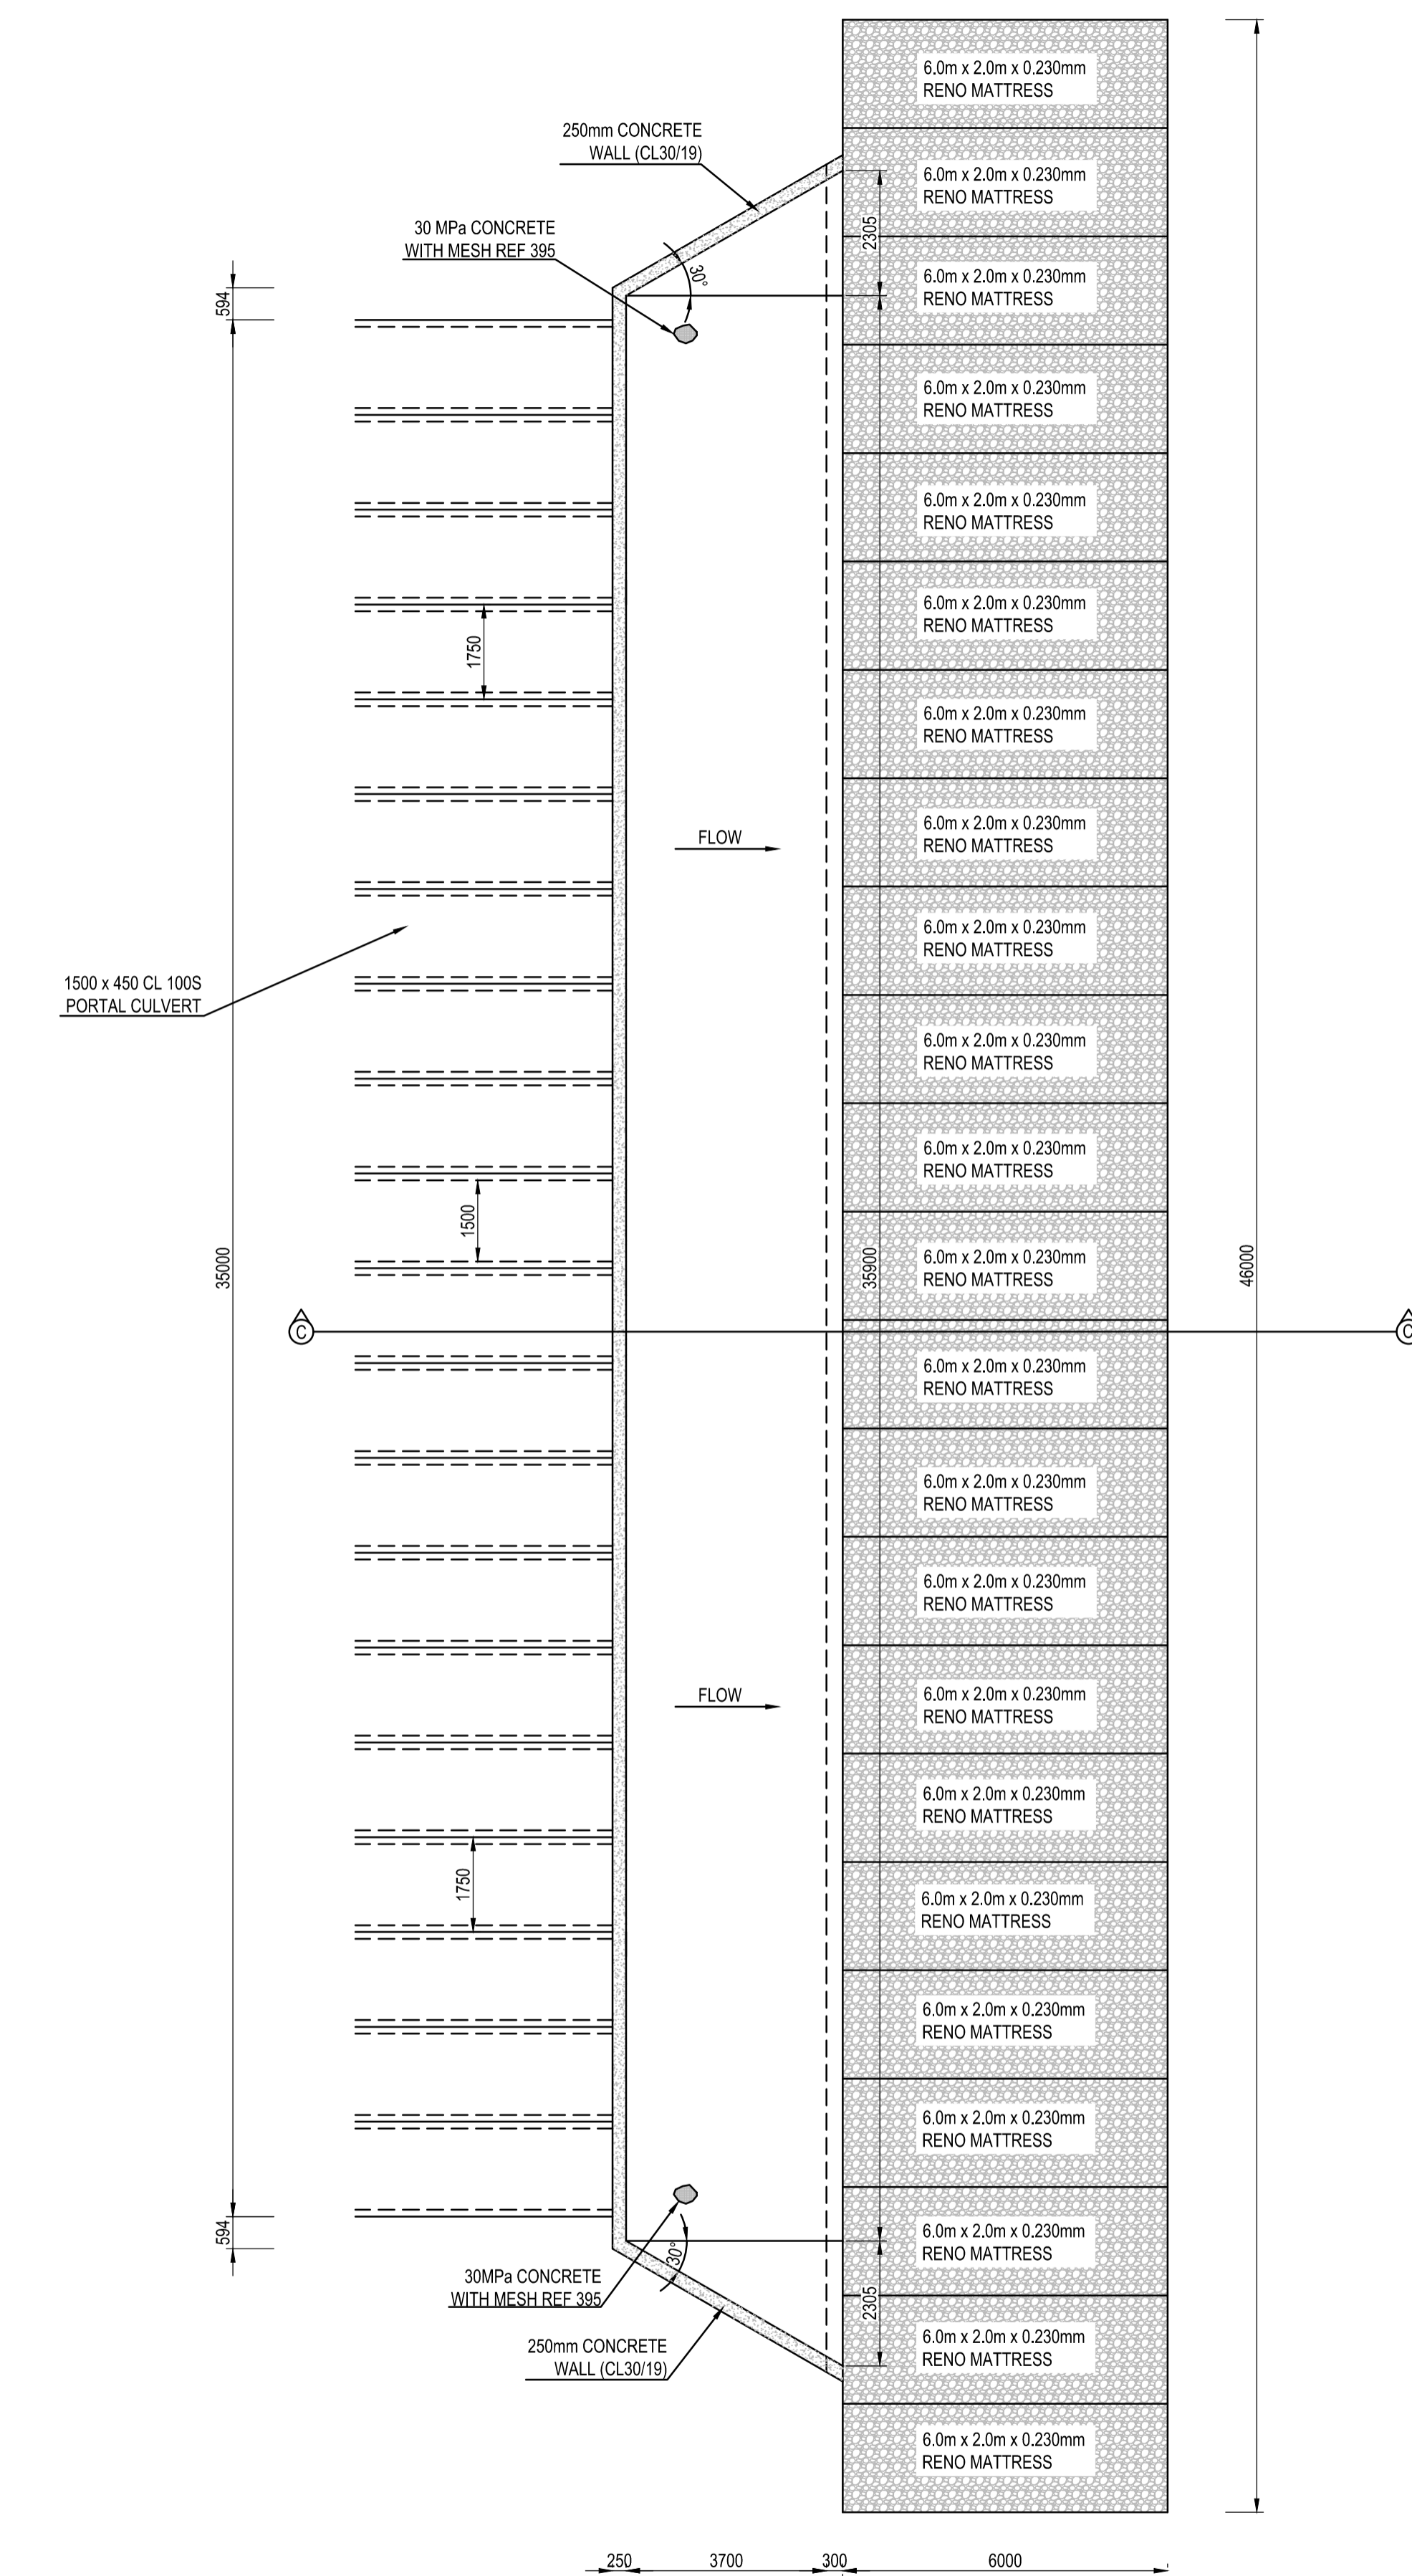 6.0m x 2.0m x 0.230mm
RENO MATTRESS
250mm CONCRETE
WALL (CL30/19)
6.0m x 2.0m x 0.230mm
RENO MATTRESS
30 MPa CONCRETE
WITH MESH REF 395
2305
30°
6.0m x 2.0m x 0.230mm
RENO MATTRESS
594
6.0m x 2.0m x 0.230mm
RENO MATTRESS
6.0m x 2.0m x 0.230mm
RENO MATTRESS
6.0m x 2.0m x 0.230mm
RENO MATTRESS
1750
6.0m x 2.0m x 0.230mm
RENO MATTRESS
FLOW
6.0m x 2.0m x 0.230mm
RENO MATTRESS
6.0m x 2.0m x 0.230mm
RENO MATTRESS
1500 x 450 CL 100S
PORTAL CULVERT
6.0m x 2.0m x 0.230mm
RENO MATTRESS
6.0m x 2.0m x 0.230mm
RENO MATTRESS
1500
35000
35900
6.0m x 2.0m x 0.230mm
RENO MATTRESS
46000
C
C
6.0m x 2.0m x 0.230mm
RENO MATTRESS
6.0m x 2.0m x 0.230mm
RENO MATTRESS
6.0m x 2.0m x 0.230mm
RENO MATTRESS
FLOW
6.0m x 2.0m x 0.230mm
RENO MATTRESS
6.0m x 2.0m x 0.230mm
RENO MATTRESS
1750
6.0m x 2.0m x 0.230mm
RENO MATTRESS
6.0m x 2.0m x 0.230mm
RENO MATTRESS
6.0m x 2.0m x 0.230mm
RENO MATTRESS
594
30°
6.0m x 2.0m x 0.230mm
RENO MATTRESS
30MPa CONCRETE
WITH MESH REF 395
2305
250mm CONCRETE
WALL (CL30/19)
6.0m x 2.0m x 0.230mm
RENO MATTRESS
6.0m x 2.0m x 0.230mm
RENO MATTRESS
250
3700
300
6000